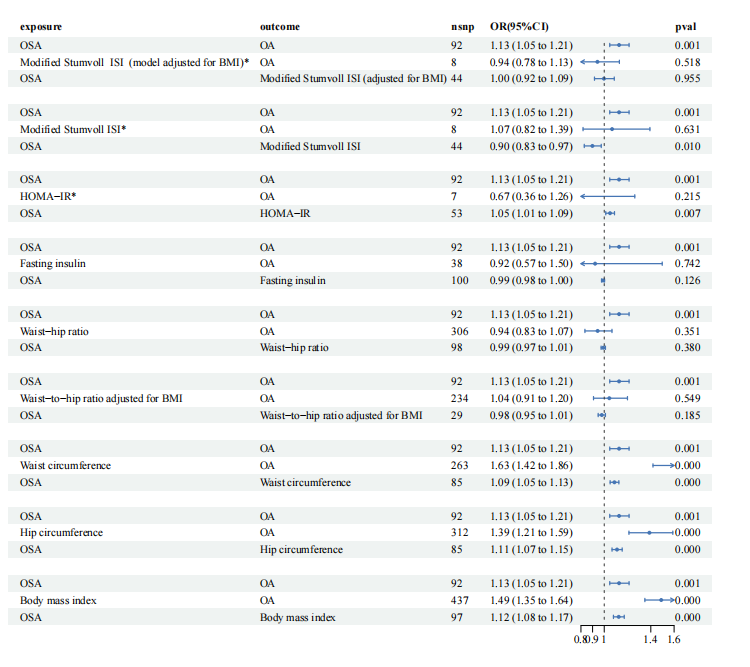 exposure outcome nsnp OR(95%CI) pval
OSA OA 92 1.13 (1.05 to 1.21) 0.001
Modified Stumvoll ISI (model adjusted for BMI)* OA 8 0.94 (0.78 to 1.13) 0.518
OSA Modified Stumvoll ISI (adjusted for BMI) 44 1.00 (0.92 to 1.09) 0.955
OSA OA 92 1.13 (1.05 to 1.21) 0.001
Modified Stumvoll ISI* OA 8 1.07 (0.82 to 1.39) 0.631
OSA Modified Stumvoll ISI 44 0.90 (0.83 to 0.97) 0.010
OSA OA 92 1.13 (1.05 to 1.21) 0.001
HOMA−IR* OA 7 0.67 (0.36 to 1.26) 0.215
OSA HOMA−IR 53 1.05 (1.01 to 1.09) 0.007
OSA OA 92 1.13 (1.05 to 1.21) 0.001
Fasting insulin OA 38 0.92 (0.57 to 1.50) 0.742
OSA Fasting insulin 100 0.99 (0.98 to 1.00) 0.126
OSA OA 92 1.13 (1.05 to 1.21) 0.001
Waist−hip ratio OA 306 0.94 (0.83 to 1.07) 0.351
OSA Waist−hip ratio 98 0.99 (0.97 to 1.01) 0.380
OSA OA 92 1.13 (1.05 to 1.21) 0.001
Waist−to−hip ratio adjusted for BMI OA 234 1.04 (0.91 to 1.20) 0.549
OSA Waist−to−hip ratio adjusted for BMI 29 0.98 (0.95 to 1.01) 0.185
OSA OA 92 1.13 (1.05 to 1.21) 0.001
Waist circumference OA 263 1.63 (1.42 to 1.86) 0.000
OSA Waist circumference 85 1.09 (1.05 to 1.13) 0.000
OSA OA 92 1.13 (1.05 to 1.21) 0.001
Hip circumference OA 312 1.39 (1.21 to 1.59) 0.000
OSA Hip circumference 85 1.11 (1.07 to 1.15) 0.000
OSA OA 92 1.13 (1.05 to 1.21) 0.001
Body mass index OA 437 1.49 (1.35 to 1.64) 0.000
OSA Body mass index 97 1.12 (1.08 to 1.17) 0.000
0.8 0.9 1 1.4 1.6